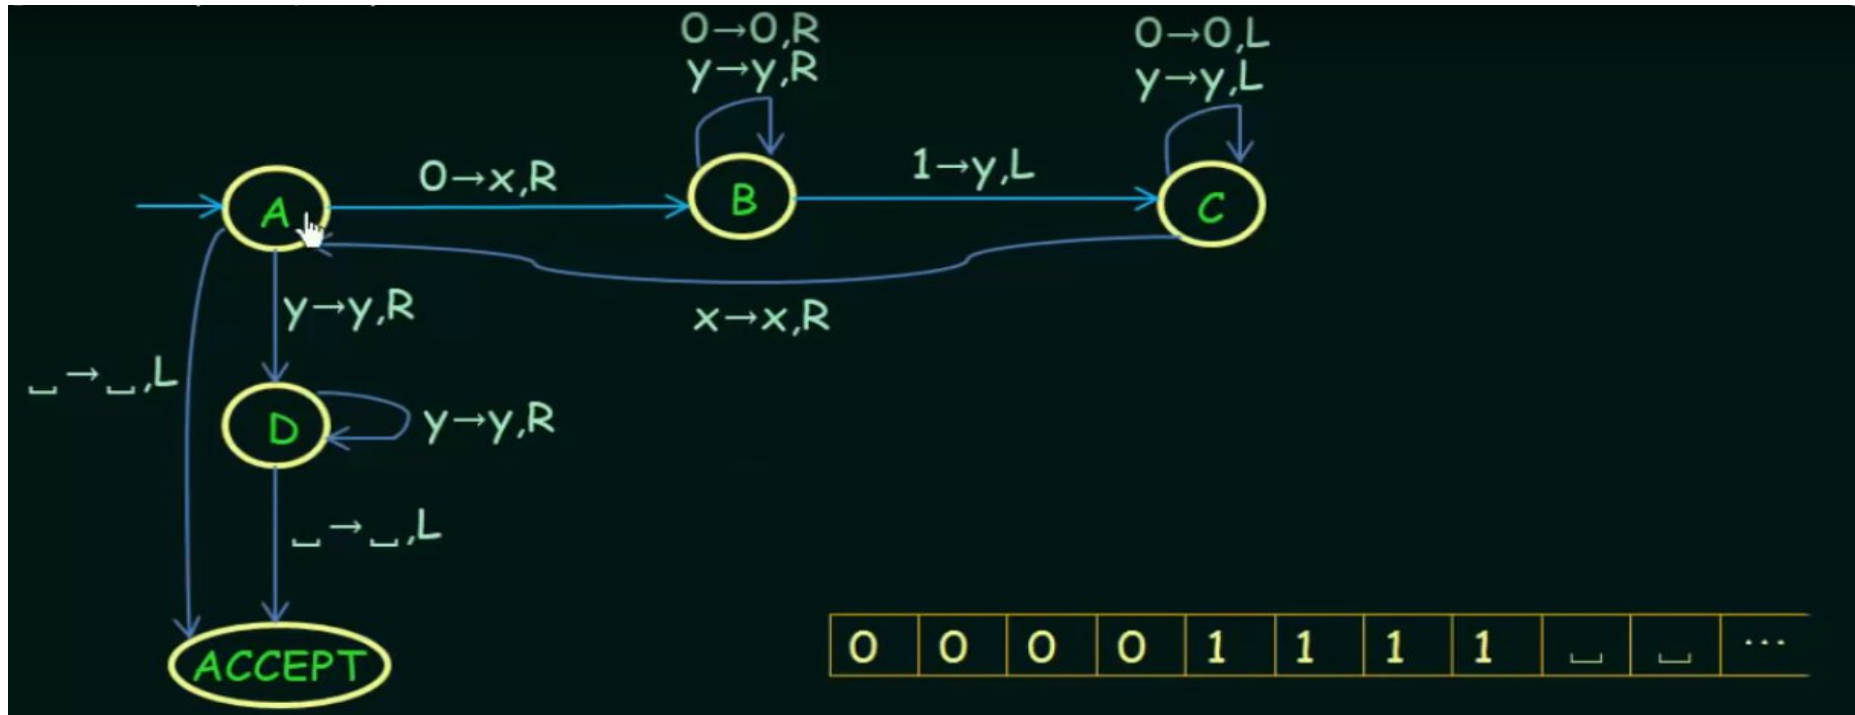 0→0,R
y→y,R
0→0,L
y→y,L
A
0→x,R
B
1→y,L
C
y→y,R
x→x,R
␣→␣,L
D
y→y,R
␣→␣,L
ACCEPT
0 0 0 0 1 1 1 1 ␣ ␣ ...